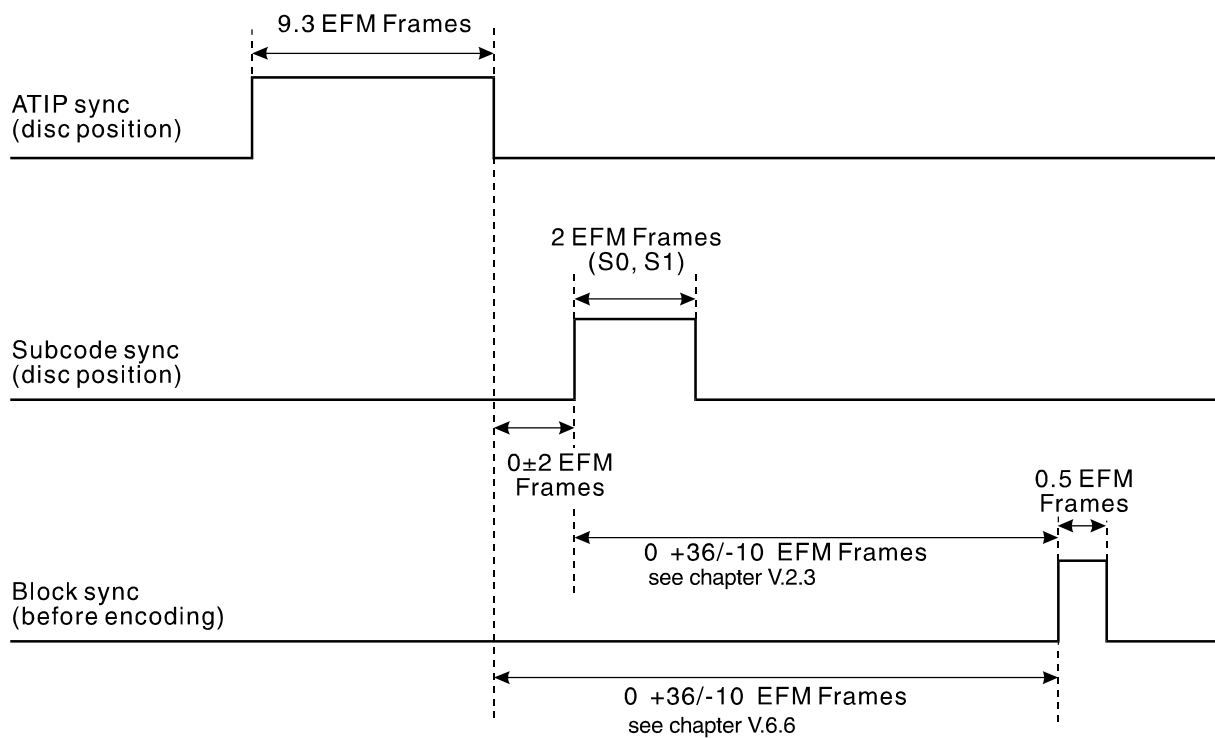 9.3 EFM Frames
ATIP sync
(disc position)
2 EFM Frames
(S0, S1)
Subcode sync
(disc position)
0±2 EFM
Frames
0.5 EFM
Frames
0 +36/-10 EFM Frames
see chapter V.2.3
Block sync
(before encoding)
0 +36/-10 EFM Frames
see chapter V.6.6